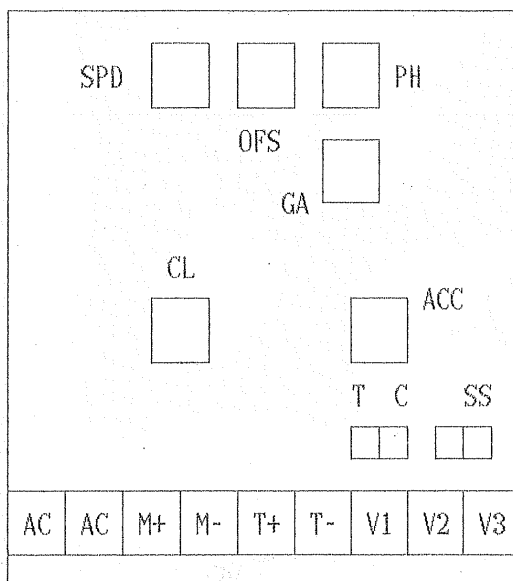 SPD PH
OFS
GA
CL
ACC
T C SS
AC AC M+ M- T+ T- V1 V2 V3